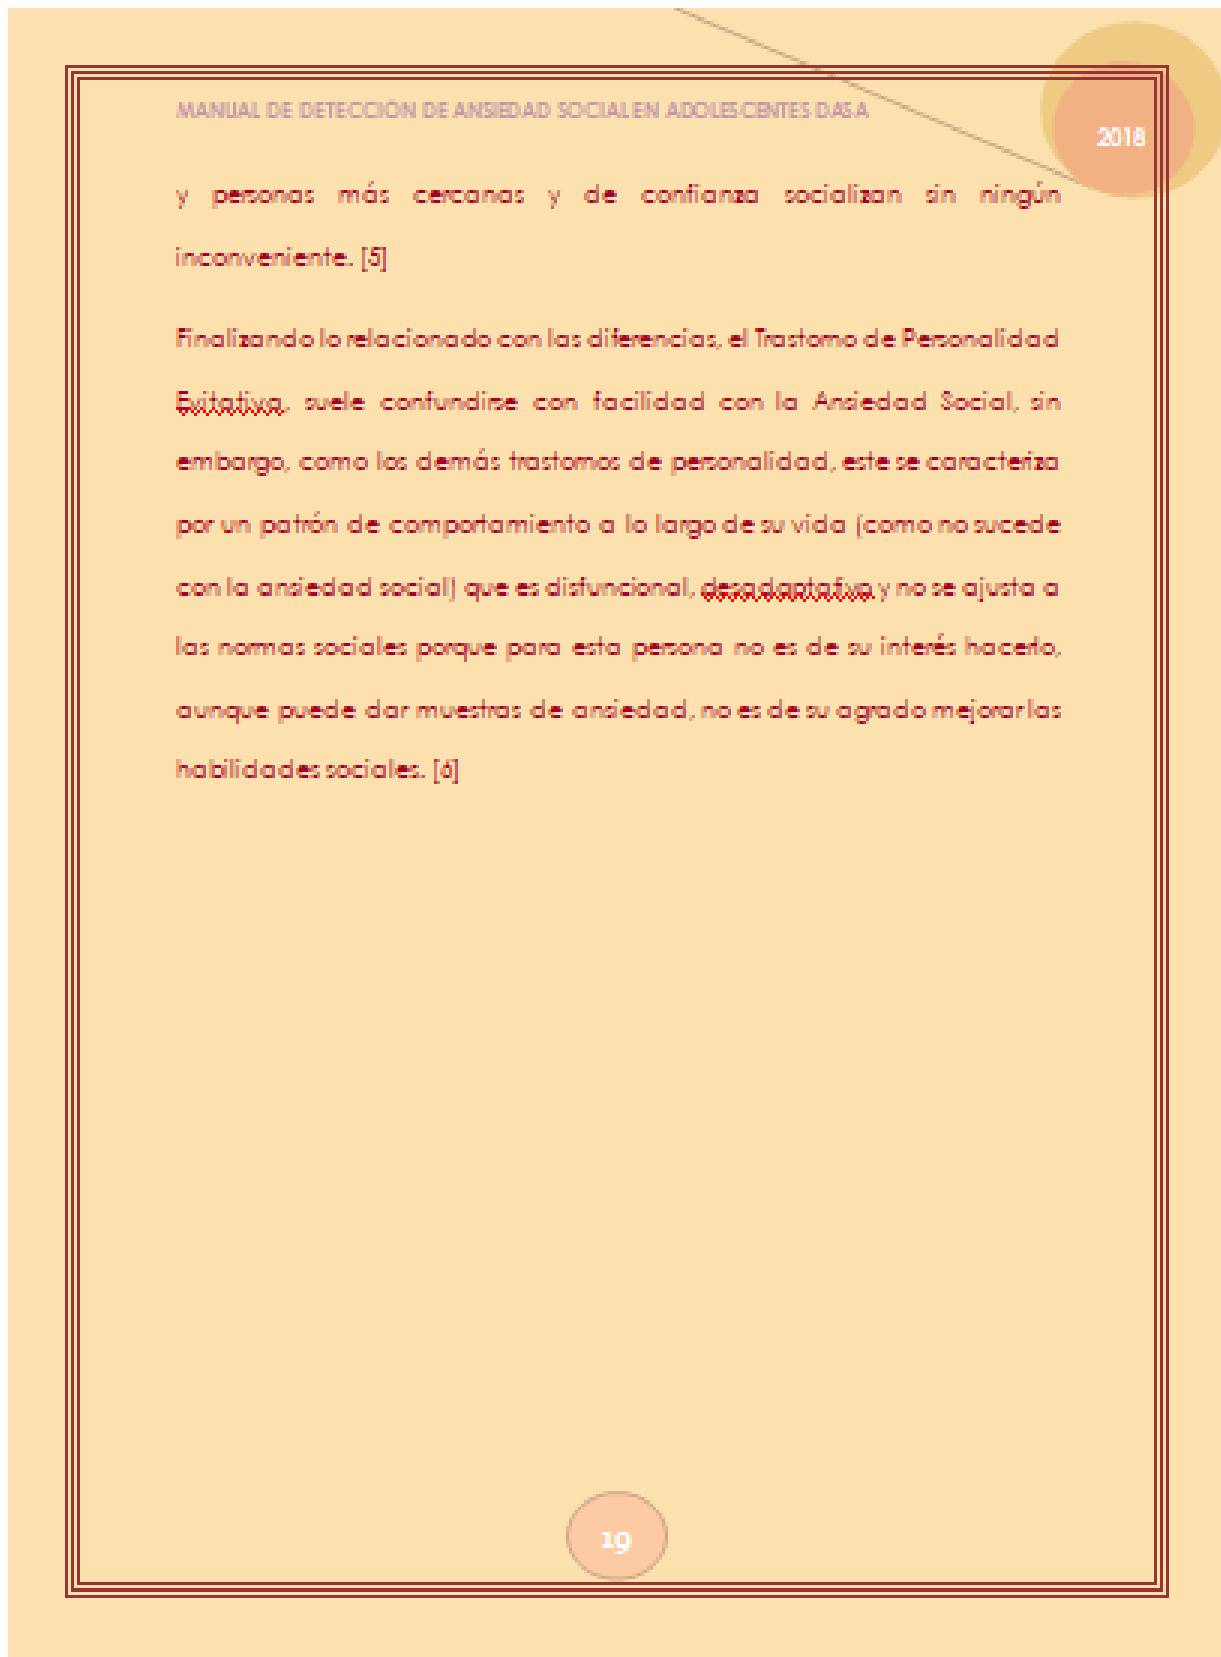 MANUAL DE DETECCIÓN DE ANSIEDAD SOCIAL EN ADOLESCENTES DASA
2018
y personas más cercanas y de confianza socializan sin ningún
inconveniente. [5]
Finalizando lo relacionado con las diferencias, el Trastorno de Personalidad
Evitativa, suele confundirse con facilidad con la Ansiedad Social, sin
embargo, como los demás trastornos de personalidad, este se caracteriza
por un patrón de comportamiento a lo largo de su vida (como no sucede
con la ansiedad social) que es disfuncional, desadaptativo y no se ajusta a
las normas sociales porque para esta persona no es de su interés hacerlo,
aunque puede dar muestras de ansiedad, no es de su agrado mejorar las
habilidades sociales. [6]
19